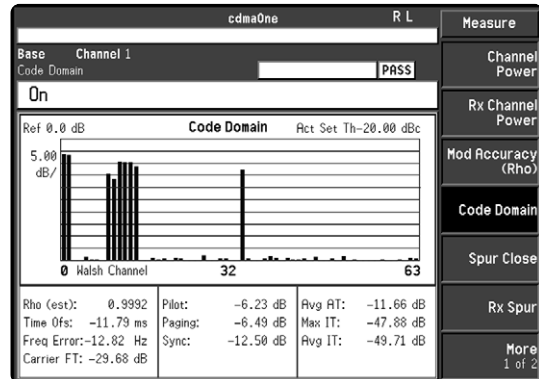 cdmaOne R L
Base Channel 1
Code Domain PASS
On
Ref 0.0 dB Code Domain Act Set Th-20.00 dBc
5.00
dB/
0 Walsh Channel 32 63
Rho (est): 0.9992 Pilot: -6.23 dB Avg AT: -11.66 dB
Time Ofs: -11.79 ms Paging: -6.49 dB Max IT: -47.88 dB
Freq Error:-12.82 Hz Sync: -12.50 dB Avg IT: -49.71 dB
Carrier FT: -29.68 dB
Measure
Channel
Power
Rx Channel
Power
Mod Accuracy
(Rho)
Code Domain
Spur Close
Rx Spur
More
1 of 2